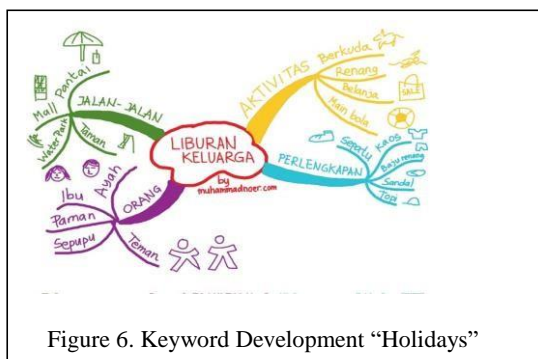 LIBURAN
KELUARGA
by
muhammadnoer.com
AKTIVITAS
Berkuda
Renang
Belanja
SALE
Main bola
PERLENGKAPAN
Sepatu
Kaos
Baju renang
Sandal
Topi
ORANG
Ayah
Ibu
Paman
Sepupu
Teman
JALAN-JALAN
Pantai
Mall
Water Park
Taman
Figure 6. Keyword Development “Holidays”